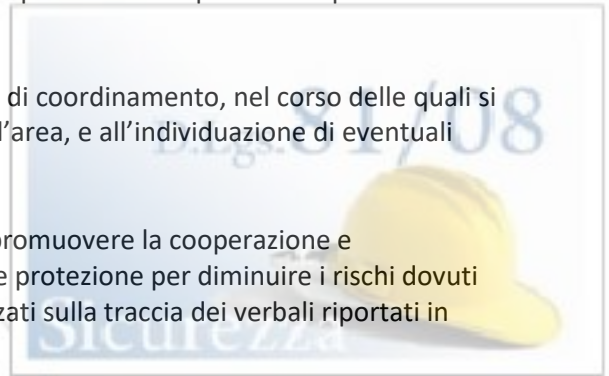 di coordinamento, nel corso delle quali si
D.Lgs. 81/08
l'area, e all'individuazione di eventuali
promuovere la cooperazione e
e protezione per diminuire i rischi dovuti
zati sulla traccia dei verbali riportati in
Sicurezza